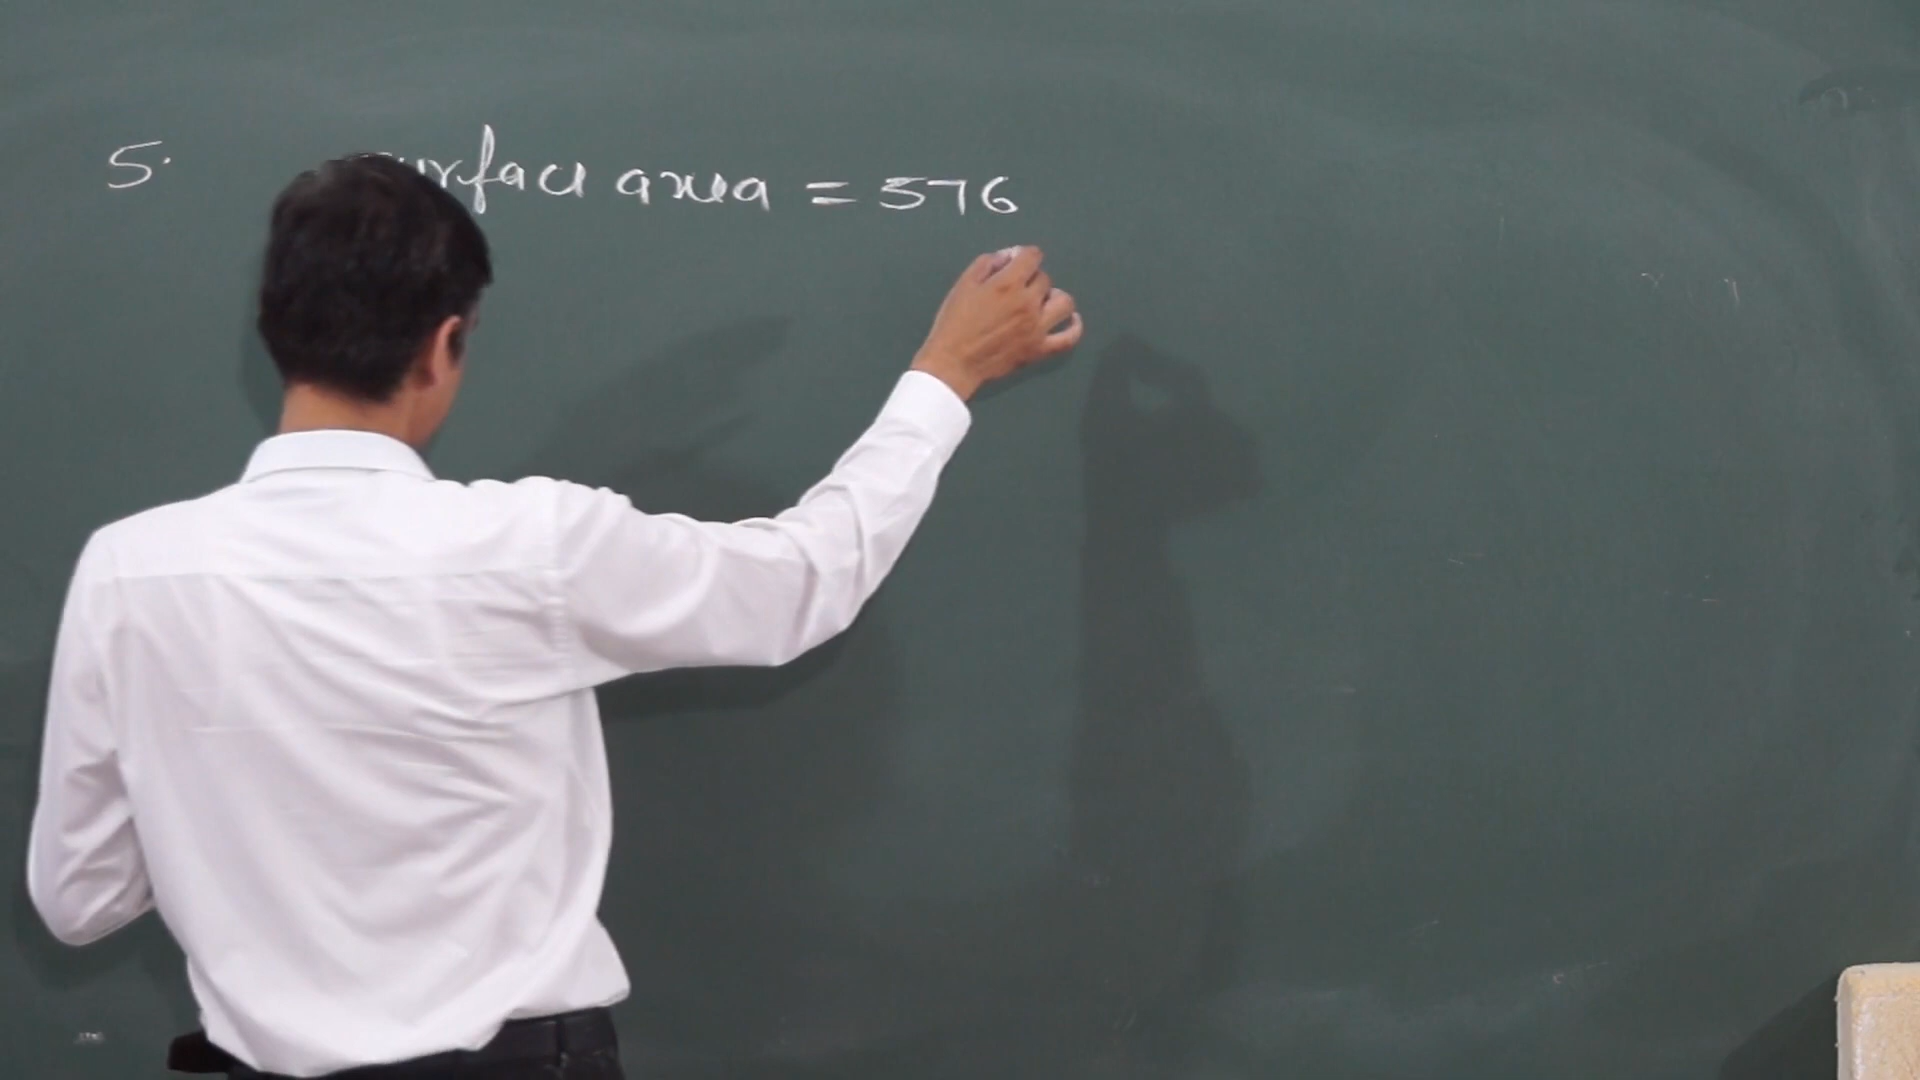 5. surface area = 576